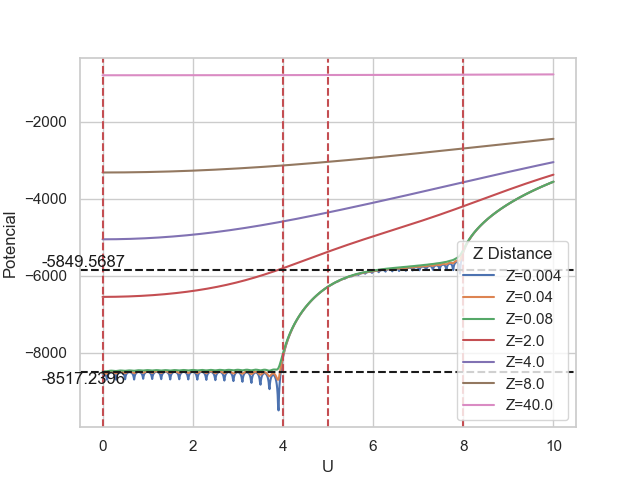 −2000
−4000
−6000
−8000
Potencial
-5849.5687
-8517.2396
0
2
4
6
8
10
U
Z Distance
Z=0.004
Z=0.04
Z=0.08
Z=2.0
Z=4.0
Z=8.0
Z=40.0